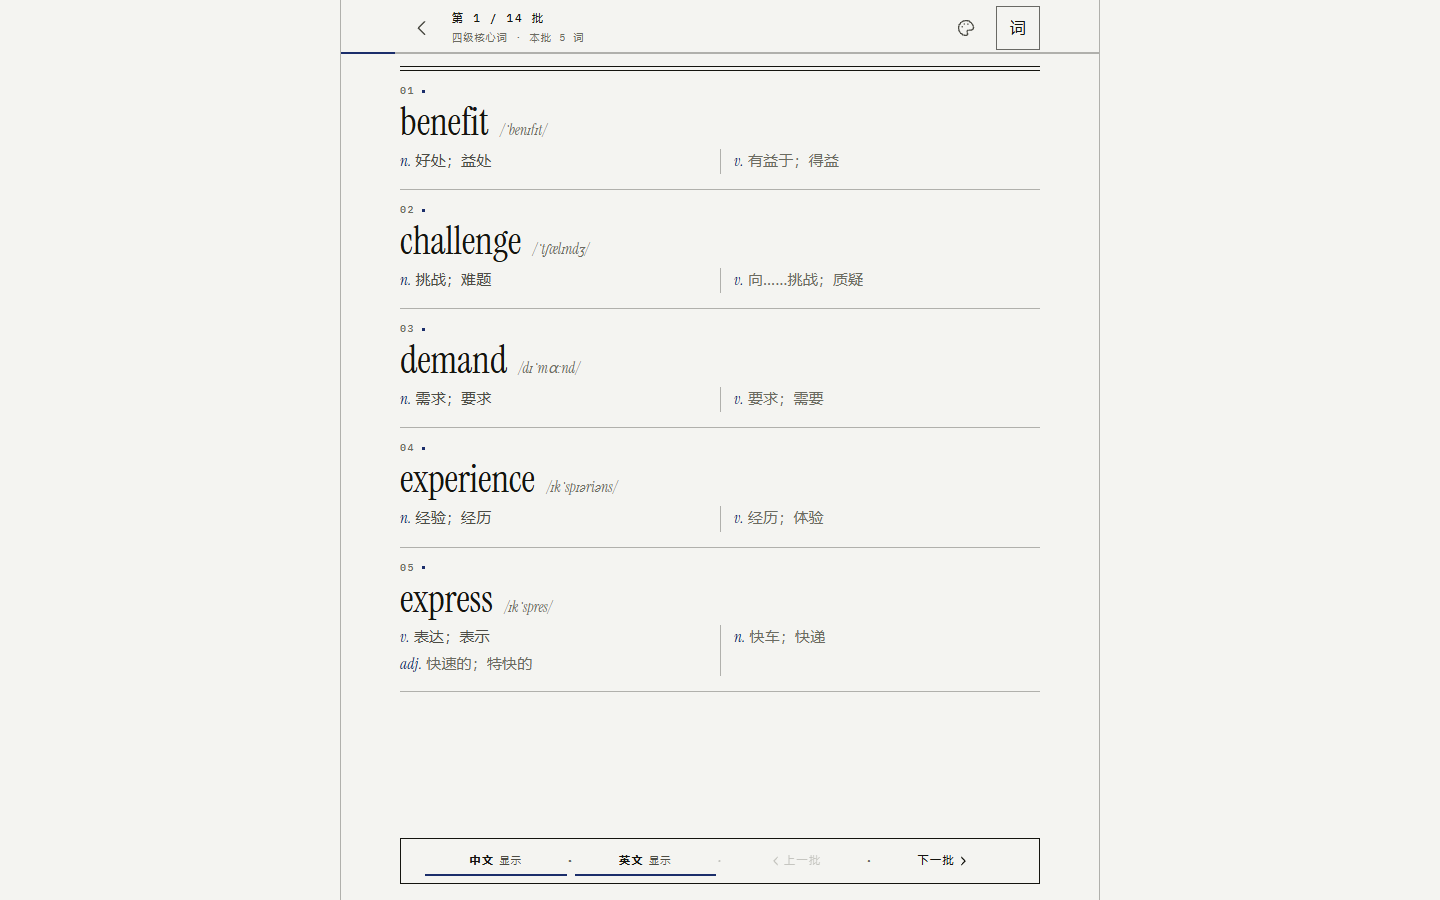 第 1 / 14 批
四级核心词 · 本批 5 词
词
01
benefit /ˈbenɪfɪt/
n. 好处；益处
v. 有益于；得益
02
challenge /ˈtʃælɪndʒ/
n. 挑战；难题
v. 向……挑战；质疑
03
demand /dɪˈmɑːnd/
n. 需求；要求
v. 要求；需要
04
experience /ɪkˈspɪəriəns/
n. 经验；经历
v. 经历；体验
05
express /ɪkˈspres/
v. 表达；表示
n. 快车；快递
adj. 快速的；特快的
中文 显示 · 英文 显示 · 上一批 · 下一批